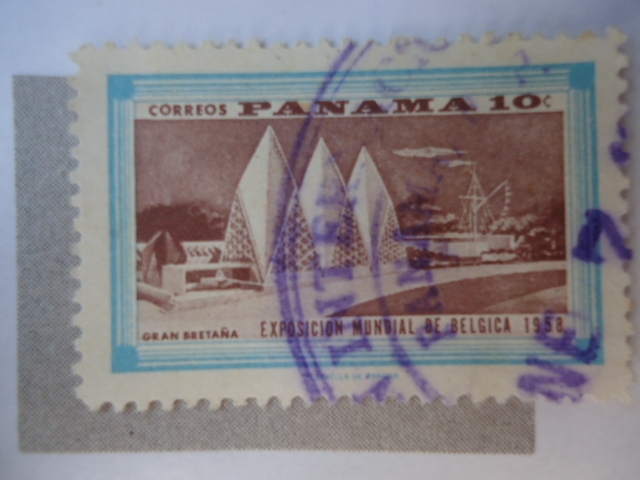 CORREOS PANAMA 10c
GRAN BRETAÑA EXPOSICION MUNDIAL DE BELGICA 1958